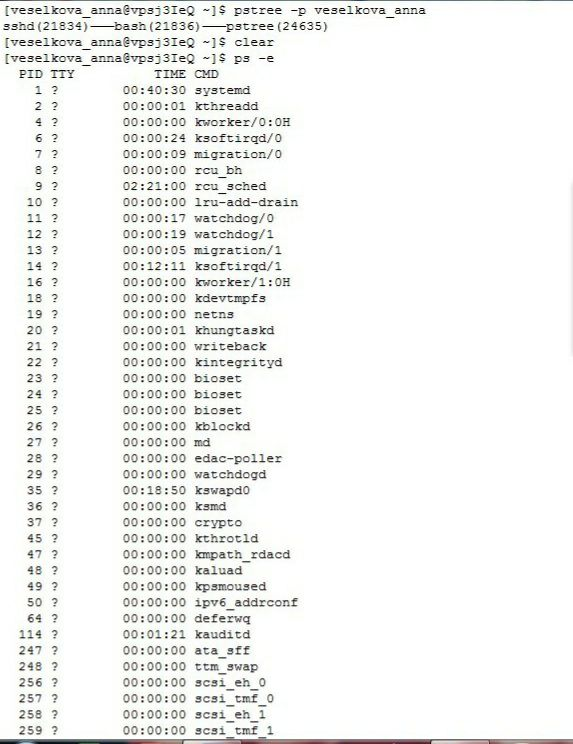 [veselkova_anna@vpsj3IeQ ~]$ pstree -p veselkova_anna
sshd(21834)───bash(21836)───pstree(24635)
[veselkova_anna@vpsj3IeQ ~]$ clear
[veselkova_anna@vpsj3IeQ ~]$ ps -e
  PID TTY          TIME CMD
    1 ?        00:40:30 systemd
    2 ?        00:00:01 kthreadd
    4 ?        00:00:00 kworker/0:0H
    6 ?        00:00:24 ksoftirqd/0
    7 ?        00:00:09 migration/0
    8 ?        00:00:00 rcu_bh
    9 ?        02:21:00 rcu_sched
   10 ?        00:00:00 lru-add-drain
   11 ?        00:00:17 watchdog/0
   12 ?        00:00:19 watchdog/1
   13 ?        00:00:05 migration/1
   14 ?        00:12:11 ksoftirqd/1
   16 ?        00:00:00 kworker/1:0H
   18 ?        00:00:00 kdevtmpfs
   19 ?        00:00:00 netns
   20 ?        00:00:01 khungtaskd
   21 ?        00:00:00 writeback
   22 ?        00:00:00 kintegrityd
   23 ?        00:00:00 bioset
   24 ?        00:00:00 bioset
   25 ?        00:00:00 bioset
   26 ?        00:00:00 kblockd
   27 ?        00:00:00 md
   28 ?        00:00:00 edac-poller
   29 ?        00:00:00 watchdogd
   35 ?        00:18:50 kswapd0
   36 ?        00:00:00 ksmd
   37 ?        00:00:00 crypto
   45 ?        00:00:00 kthrotld
   47 ?        00:00:00 kmpath_rdacd
   48 ?        00:00:00 kaluad
   49 ?        00:00:00 kpsmoused
   50 ?        00:00:00 ipv6_addrconf
   64 ?        00:00:00 deferwq
  114 ?        00:01:21 kauditd
  247 ?        00:00:00 ata_sff
  248 ?        00:00:00 ttm_swap
  256 ?        00:00:00 scsi_eh_0
  257 ?        00:00:00 scsi_tmf_0
  258 ?        00:00:00 scsi_eh_1
  259 ?        00:00:00 scsi_tmf_1